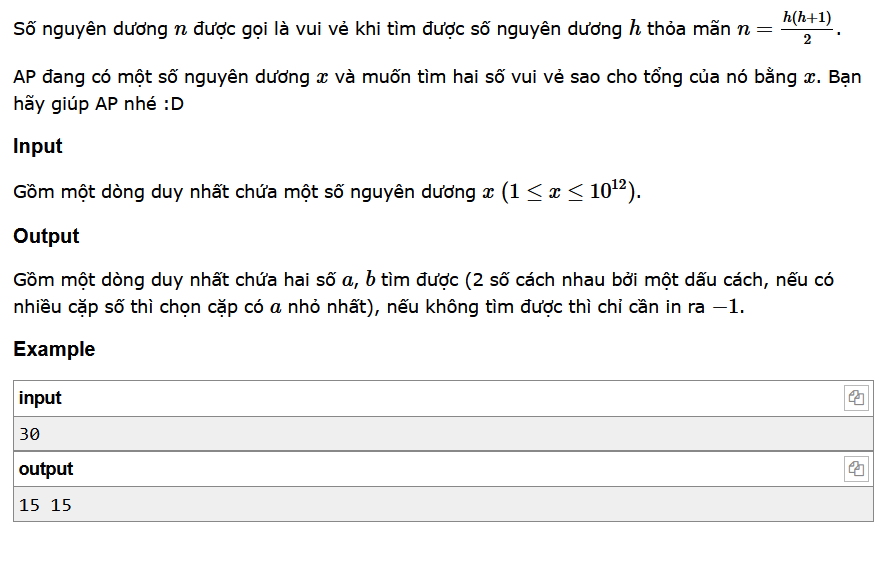 Số nguyên dương n được gọi là vui vẻ khi tìm được số nguyên dương h thỏa mãn n = h(h+1)/2.
AP đang có một số nguyên dương x và muốn tìm hai số vui vẻ sao cho tổng của nó bằng x. Bạn
hãy giúp AP nhé :D
Input
Gồm một dòng duy nhất chứa một số nguyên dương x (1 ≤ x ≤ 10¹²).
Output
Gồm một dòng duy nhất chứa hai số a, b tìm được (2 số cách nhau bởi một dấu cách, nếu có
nhiều cặp số thì chọn cặp có a nhỏ nhất), nếu không tìm được thì chỉ cần in ra −1.
Example
input
30
output
15 15